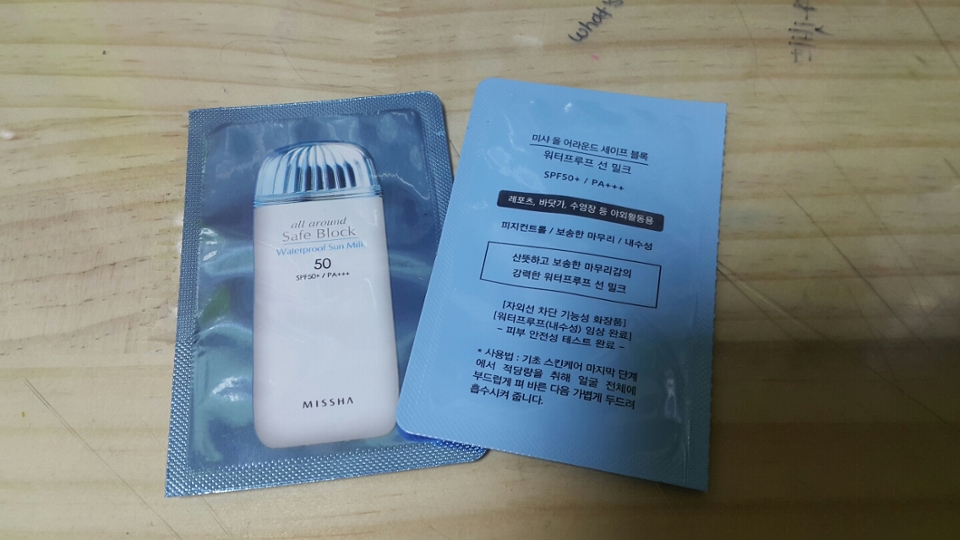 what's
all around
Safe Block
Waterproof Sun Milk
50
SPF50+ / PA+++
MISSHA
미샤 올 어라운드 세이프 블록
워터프루프 선 밀크
SPF50+ / PA+++
레포츠, 바닷가, 수영장 등 야외활동용
피지컨트롤 / 보송한 마무리 / 내수성
산뜻하고 보송한 마무리감의
강력한 워터프루프 선 밀크
[자외선 차단 기능성 화장품]
[워터프루프(내수성) 임상 완료]
- 피부 안전성 테스트 완료 -
* 사용법 : 기초 스킨케어 마지막 단계
에서 적당량을 취해 얼굴 전체에
부드럽게 펴 바른 다음 가볍게 두드려
흡수시켜 줍니다.